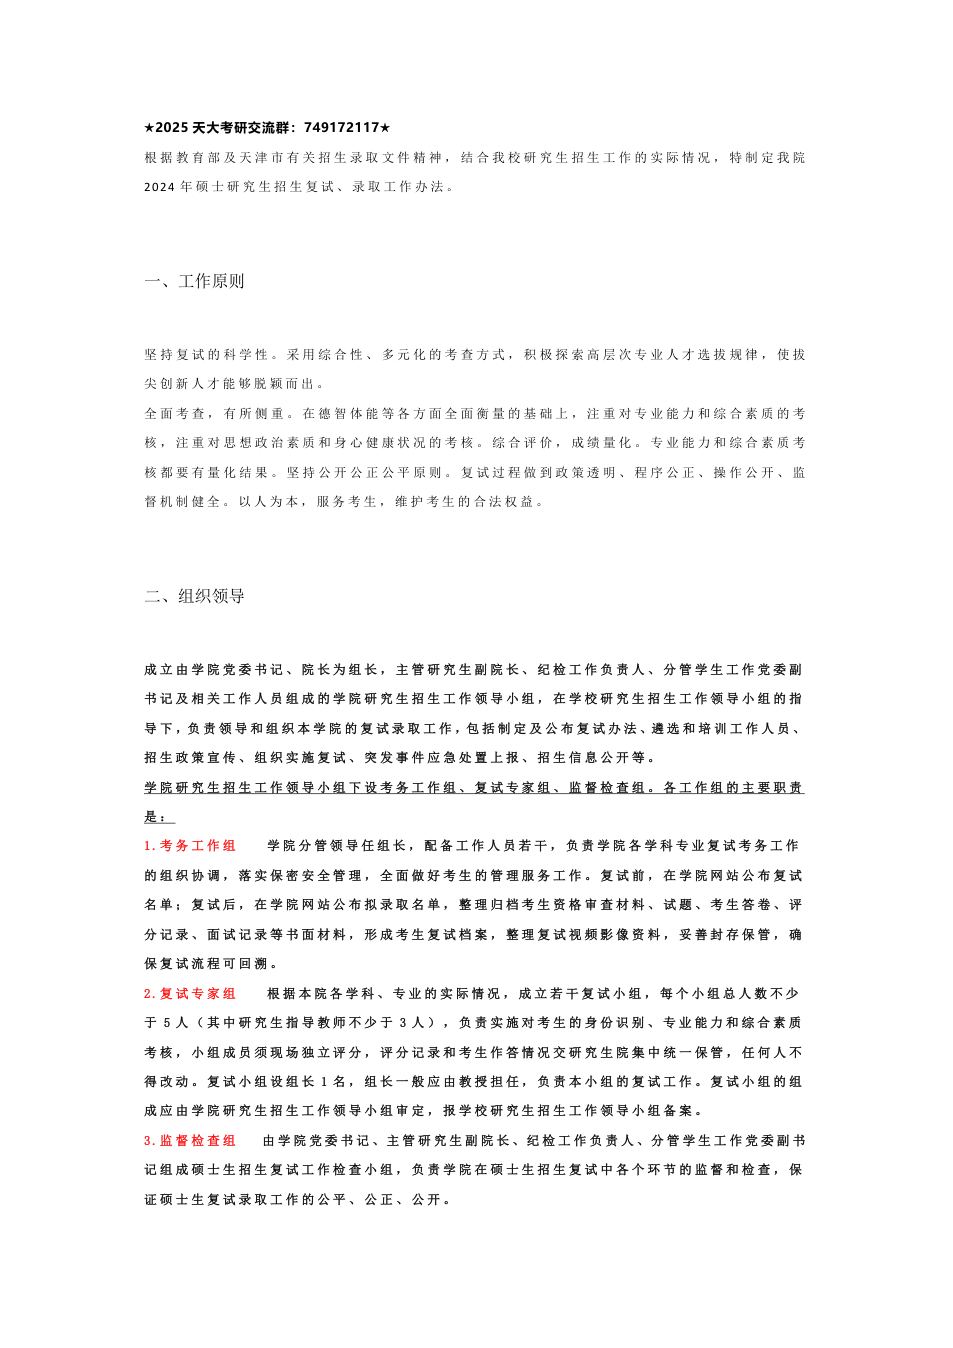 ★2025 天大考研交流群：749172117★
根据教育部及天津市有关招生录取文件精神，结合我校研究生招生工作的实际情况，特制定我院
2024 年硕士研究生招生复试、录取工作办法。
一、工作原则
坚持复试的科学性。采用综合性、多元化的考查方式，积极探索高层次专业人才选拔规律，使拔
尖创新人才能够脱颖而出。
全面考查，有所侧重。在德智体能等各方面全面衡量的基础上，注重对专业能力和综合素质的考
核，注重对思想政治素质和身心健康状况的考核。综合评价，成绩量化。专业能力和综合素质考
核都要有量化结果。坚持公开公正公平原则。复试过程做到政策透明、程序公正、操作公开、监
督机制健全。以人为本，服务考生，维护考生的合法权益。
二、组织领导
成立由学院党委书记、院长为组长，主管研究生副院长、纪检工作负责人、分管学生工作党委副
书记及相关工作人员组成的学院研究生招生工作领导小组，在学校研究生招生工作领导小组的指
导下，负责领导和组织本学院的复试录取工作，包括制定及公布复试办法、遴选和培训工作人员、
招生政策宣传、组织实施复试、突发事件应急处置上报、招生信息公开等。
学院研究生招生工作领导小组下设考务工作组、复试专家组、监督检查组。各工作组的主要职责
是：
1.考务工作组 学院分管领导任组长，配备工作人员若干，负责学院各学科专业复试考务工作
的组织协调，落实保密安全管理，全面做好考生的管理服务工作。复试前，在学院网站公布复试
名单；复试后，在学院网站公布拟录取名单，整理归档考生资格审查材料、试题、考生答卷、评
分记录、面试记录等书面材料，形成考生复试档案，整理复试视频影像资料，妥善封存保管，确
保复试流程可回溯。
2.复试专家组 根据本院各学科、专业的实际情况，成立若干复试小组，每个小组总人数不少
于 5 人（其中研究生指导教师不少于 3 人），负责实施对考生的身份识别、专业能力和综合素质
考核，小组成员须现场独立评分，评分记录和考生作答情况交研究生院集中统一保管，任何人不
得改动。复试小组设组长 1 名，组长一般应由教授担任，负责本小组的复试工作。复试小组的组
成应由学院研究生招生工作领导小组审定，报学校研究生招生工作领导小组备案。
3.监督检查组 由学院党委书记、主管研究生副院长、纪检工作负责人、分管学生工作党委副书
记组成硕士生招生复试工作检查小组，负责学院在硕士生招生复试中各个环节的监督和检查，保
证硕士生复试录取工作的公平、公正、公开。